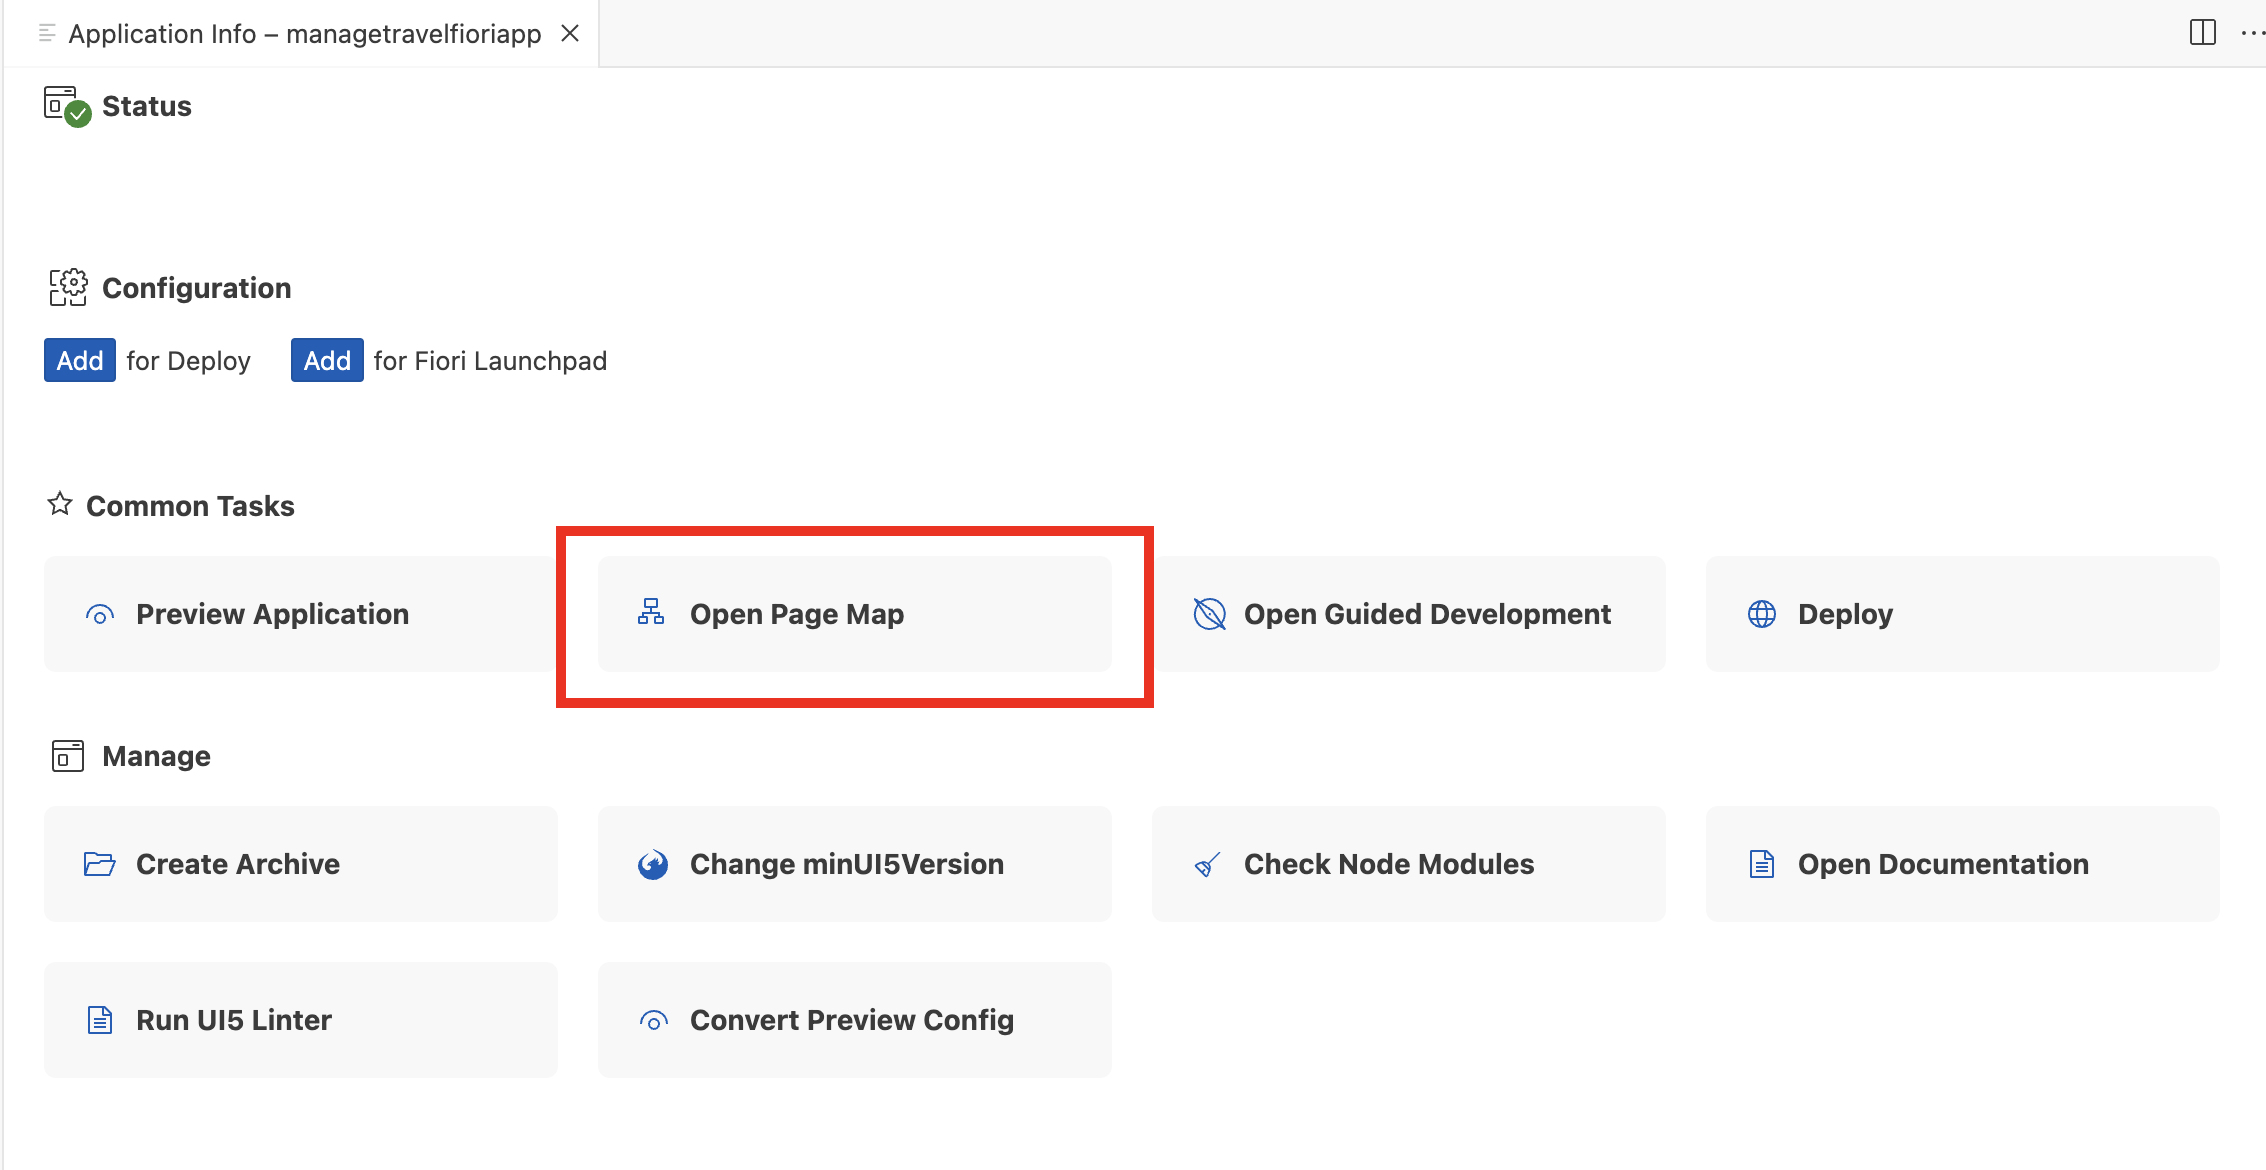 Application Info – managetravelfioriapp
Status
Configuration
Add for Deploy Add for Fiori Launchpad
Common Tasks
Preview Application Open Page Map Open Guided Development Deploy
Manage
Create Archive Change minUI5Version Check Node Modules Open Documentation
Run UI5 Linter Convert Preview Config